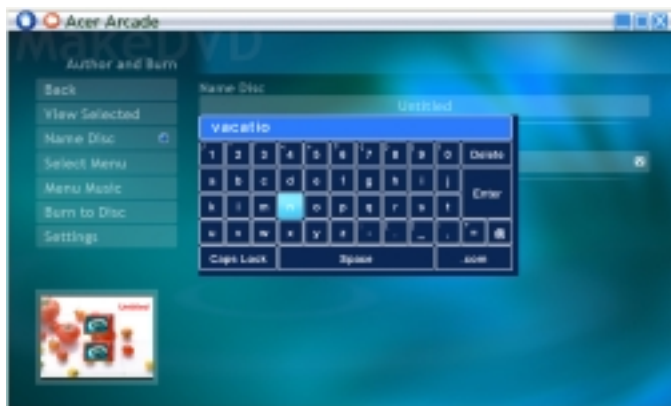 Acer Arcade
MakeDVD
Author and Burn
Back
View Selected
Name Disc
Select Menu
Menu Music
Burn to Disc
Settings
Name Disc
Untitled
vacatio
1 2 3 4 5 6 7 8 9 0 Delete
a b c d e f g h i j
Enter
k l m n o p q r s t
u v w x y z - . _ ,
Caps Lock Space .com
Untitled